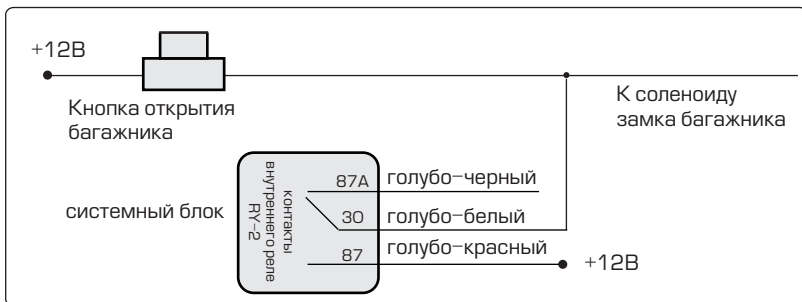 +12В
Кнопка открытия
багажника
К соленоиду
замка багажника
системный блок
контакты
внутреннего реле
RY-2
87A
голубо-черный
30
голубо-белый
87
голубо-красный
+12В